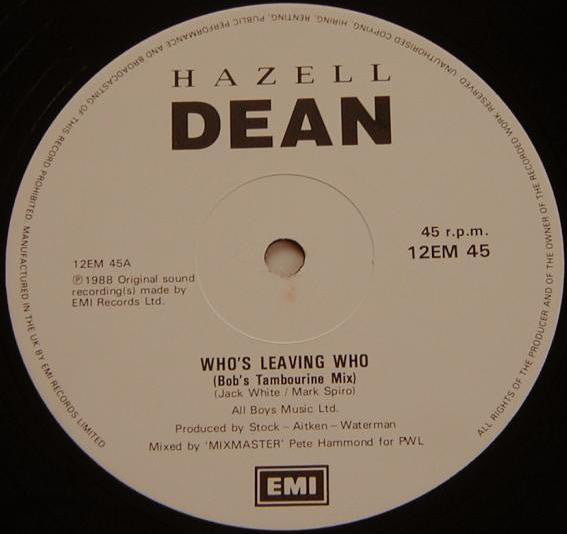 HAZELL
DEAN
45 r.p.m.
12EM 45
12EM 45A
℗ 1988 Original sound
recording(s) made by
EMI Records Ltd.
WHO'S LEAVING WHO
(Bob's Tambourine Mix)
(Jack White / Mark Spiro)
All Boys Music Ltd.
Produced by Stock – Aitken – Waterman
Mixed by 'MIXMASTER' Pete Hammond for PWL
EMI
ALL RIGHTS OF THE PRODUCER AND OF THE OWNER OF THE RECORDED WORK RESERVED UNAUTHORISED COPYING, HIRING, RENTING, PUBLIC PERFORMANCE AND BROADCASTING OF THIS RECORD PROHIBITED. MANUFACTURED IN THE UK BY EMI RECORDS LIMITED